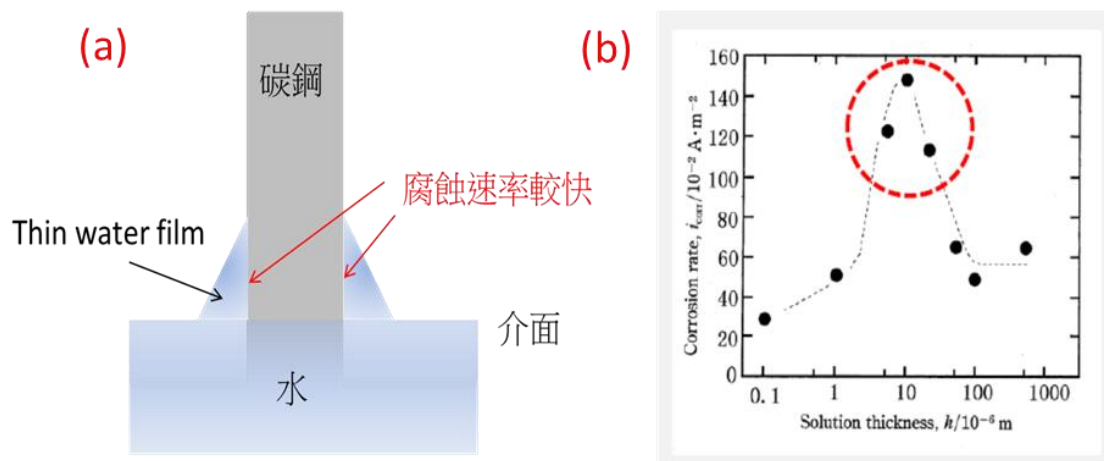 (a)
碳鋼
腐蝕速率較快
Thin water film
介面
水
(b)
160
140
120
100
80
60
40
20
0
0.1
1
10
100
1000
Corrosion rate, i_corr/10⁻² A·m⁻²
Solution thickness, h/10⁻⁶ m